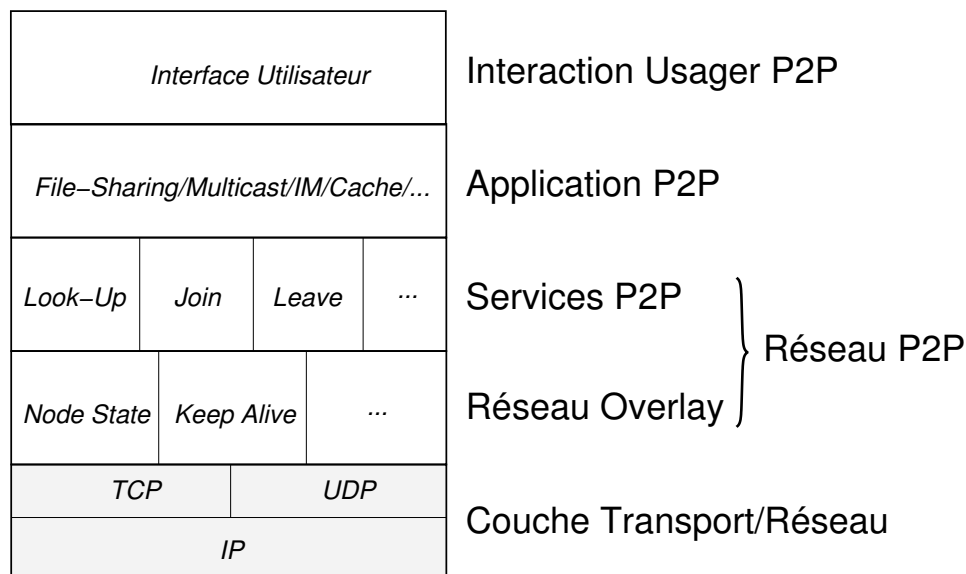 Interface Utilisateur
Interaction Usager P2P
File−Sharing/Multicast/IM/Cache/...
Application P2P
Look−Up Join Leave ...
Services P2P
Réseau P2P
Node State Keep Alive ...
Réseau Overlay
TCP UDP
Couche Transport/Réseau
IP